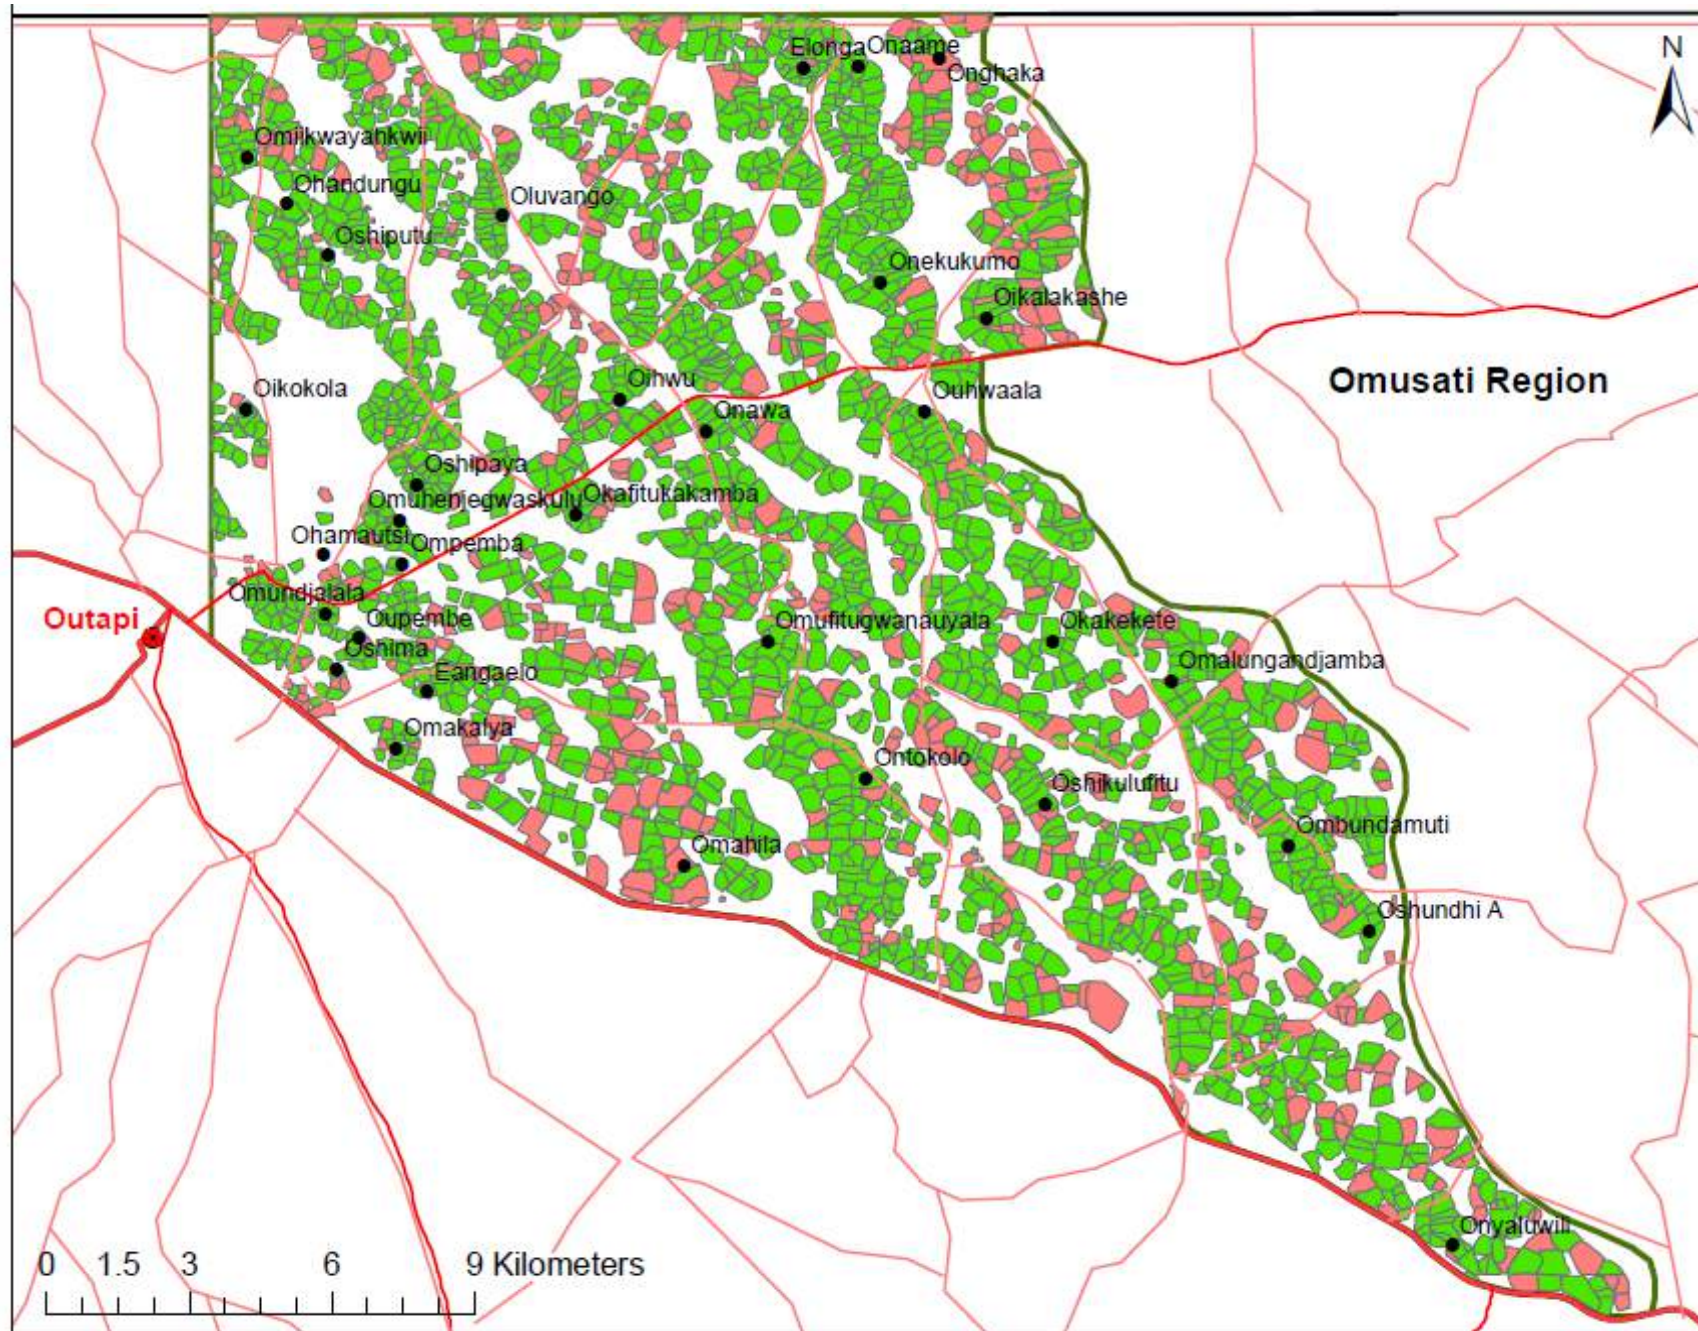 Elonga
Onaame
N
Onghaka
Omiikwayahkwii
Ohandungu
Oluvango
Oshiputu
Onekukumo
Oikalakashe
Omusati Region
Oihwu
Oikokola
Ouhwaala
Onawa
Oshipaya
Omuhenjegwaskulu
Okafitukakamba
Ohamautsi
Ompemba
Omundjalala
Outapi
Oupembe
Omufitugwanauyala
Okakekete
Oshima
Omalungandjamba
Eangaelo
Omakalya
Ontokolo
Oshikulufitu
Ombundamuti
Omahila
Oshundhi A
Onyaluwili
0 1.5 3 6 9 Kilometers